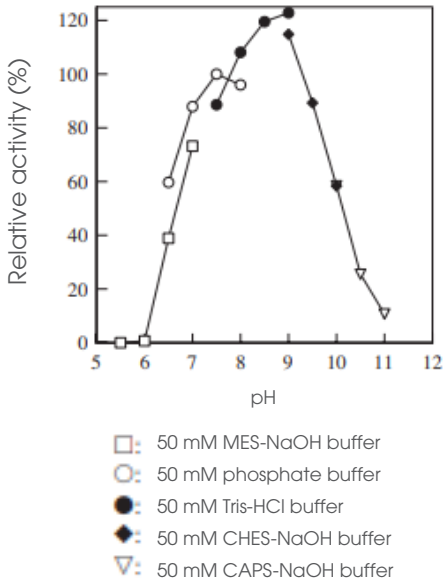 Relative activity (%)
120
100
80
60
40
20
0
5 6 7 8 9 10 11 12
pH
: 50 mM MES-NaOH buffer
: 50 mM phosphate buffer
: 50 mM Tris-HCl buffer
: 50 mM CHES-NaOH buffer
: 50 mM CAPS-NaOH buffer